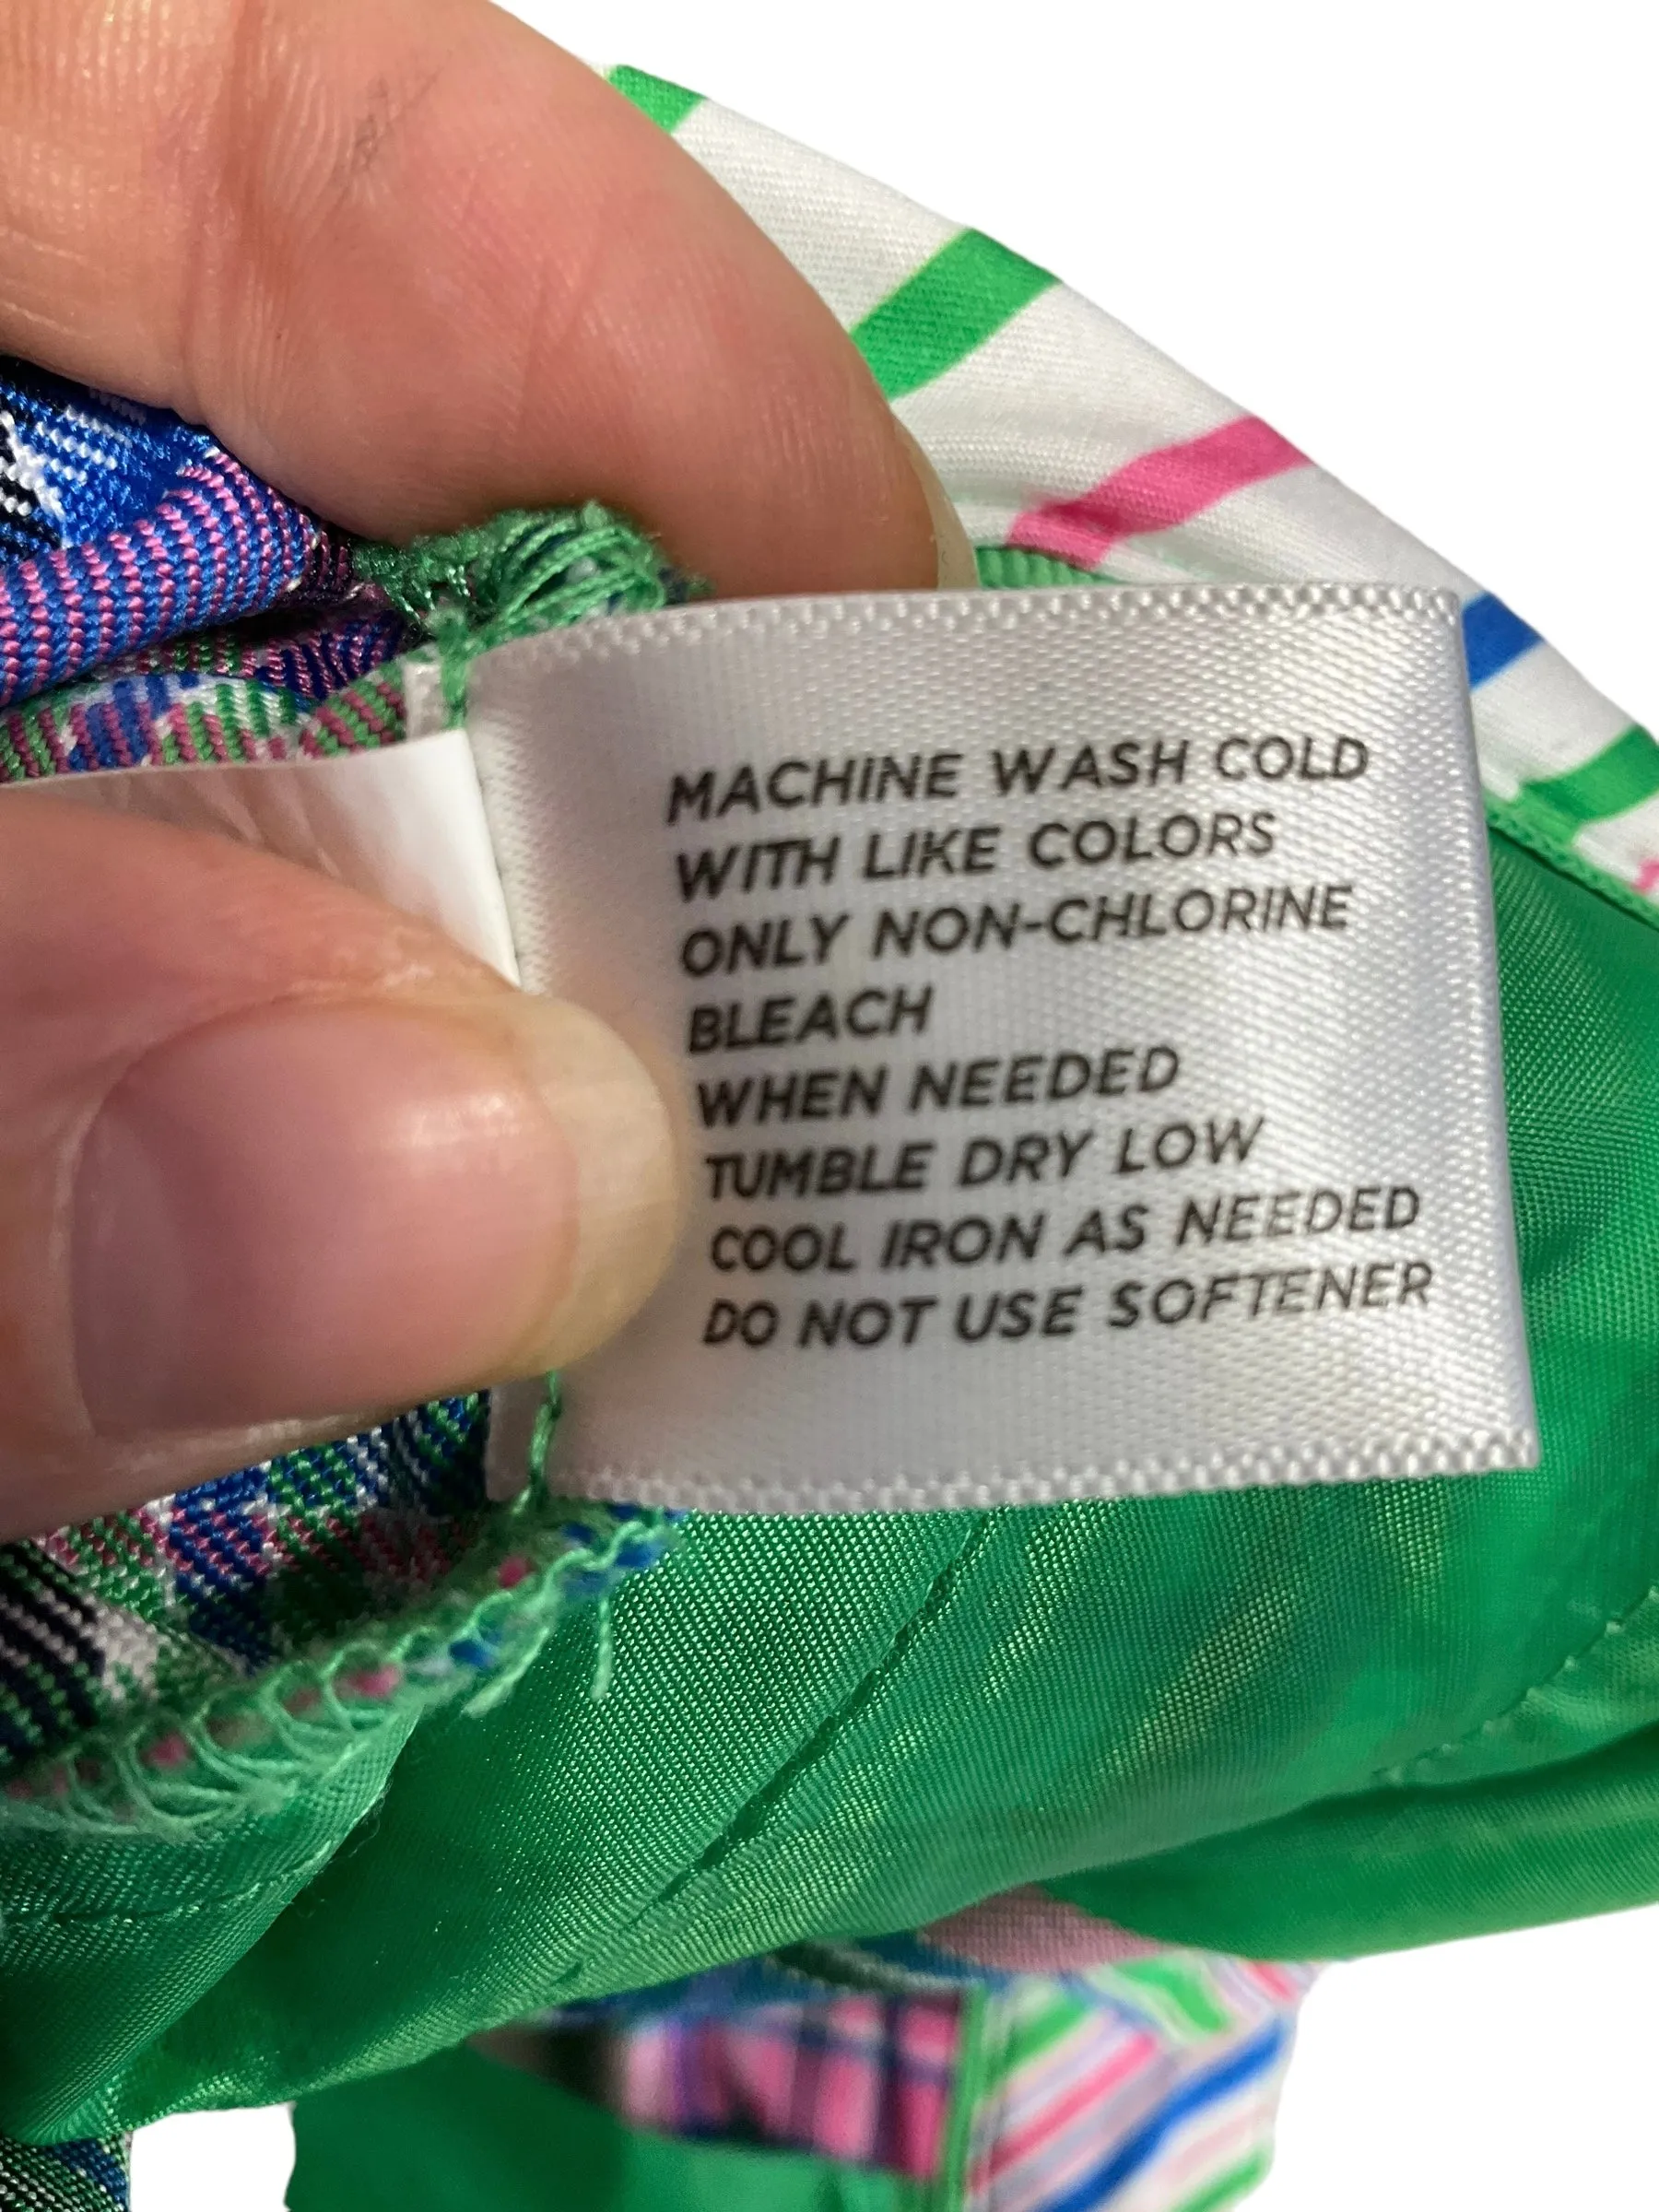 MACHINE WASH COLD
WITH LIKE COLORS
ONLY NON-CHLORINE
BLEACH
WHEN NEEDED
TUMBLE DRY LOW
COOL IRON AS NEEDED
DO NOT USE SOFTENER